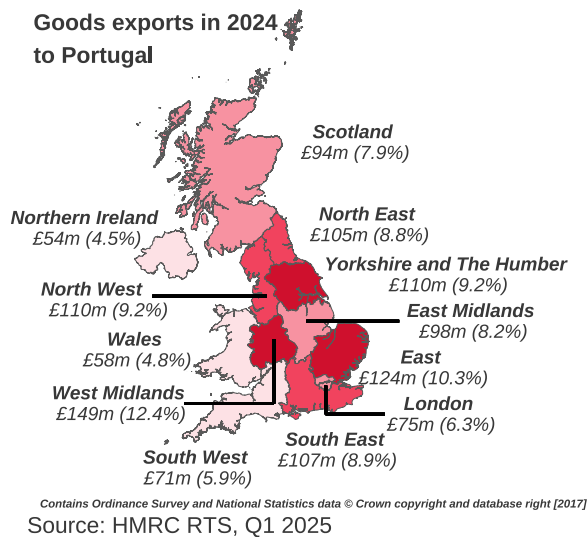 Goods exports in 2024
to Portugal
Scotland
£94m (7.9%)
Northern Ireland
£54m (4.5%)
North East
£105m (8.8%)
Yorkshire and The Humber
£110m (9.2%)
North West
£110m (9.2%)
East Midlands
£98m (8.2%)
Wales
£58m (4.8%)
East
£124m (10.3%)
West Midlands
£149m (12.4%)
London
£75m (6.3%)
South East
£107m (8.9%)
South West
£71m (5.9%)
Contains Ordinance Survey and National Statistics data © Crown copyright and database right [2017]
Source: HMRC RTS, Q1 2025